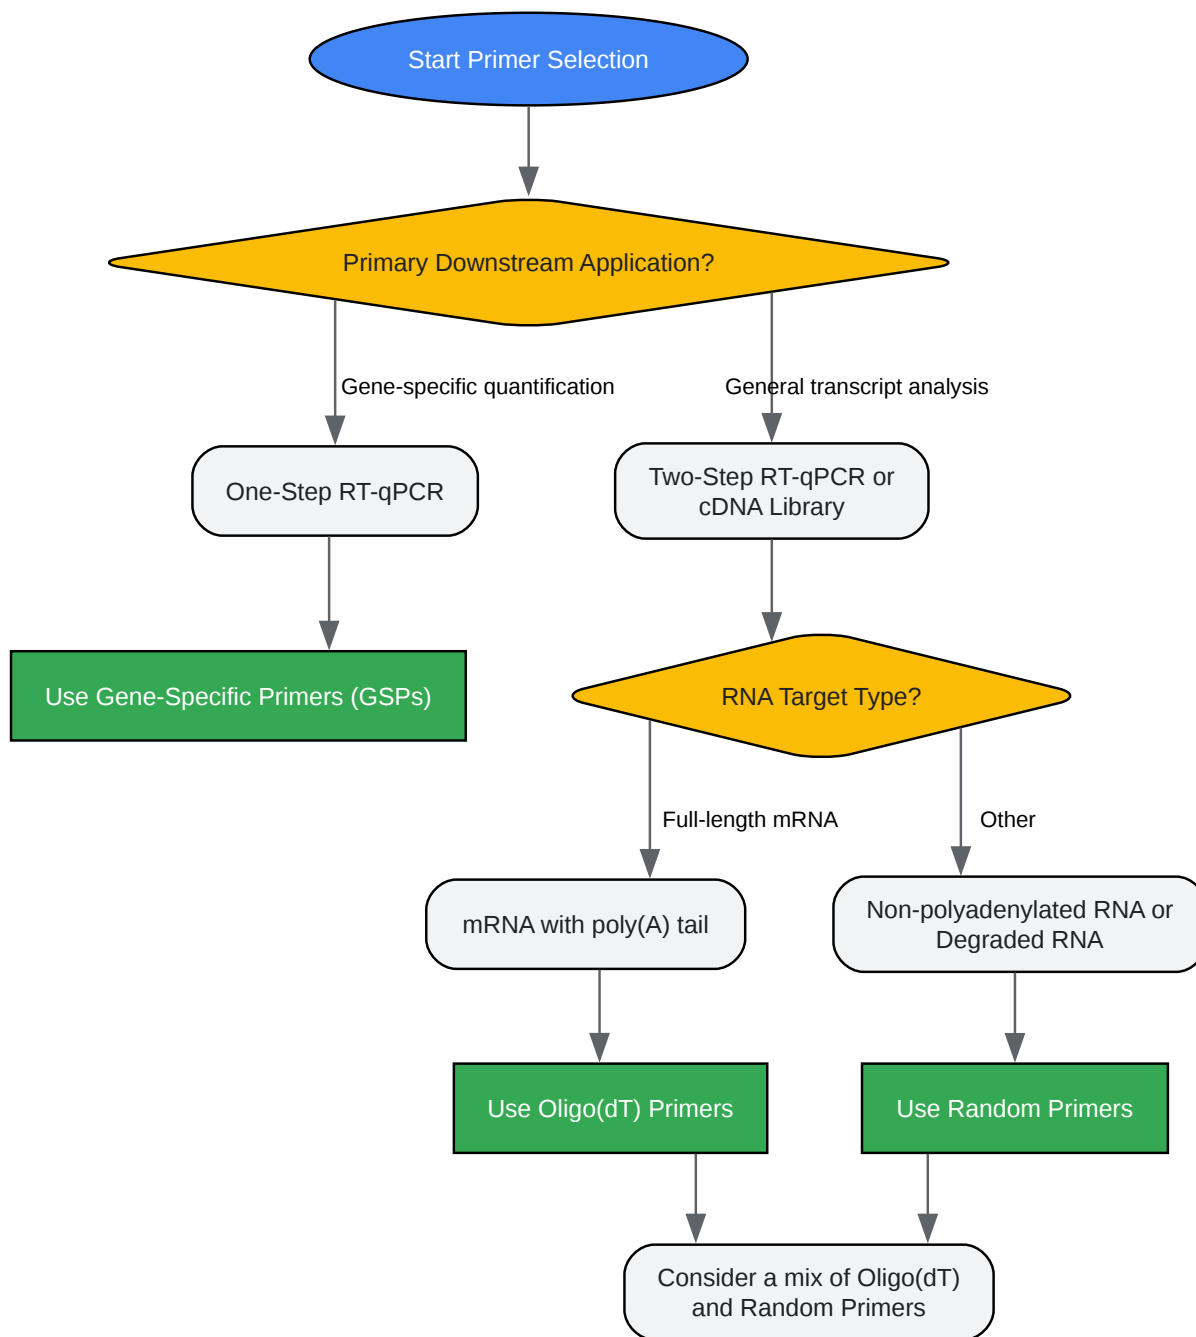 Start Primer Selection
Primary Downstream Application?
Gene-specific quantification
General transcript analysis
One-Step RT-qPCR
Two-Step RT-qPCR or
cDNA Library
Use Gene-Specific Primers (GSPs)
RNA Target Type?
Full-length mRNA
Other
mRNA with poly(A) tail
Non-polyadenylated RNA or
Degraded RNA
Use Oligo(dT) Primers
Use Random Primers
Consider a mix of Oligo(dT)
and Random Primers